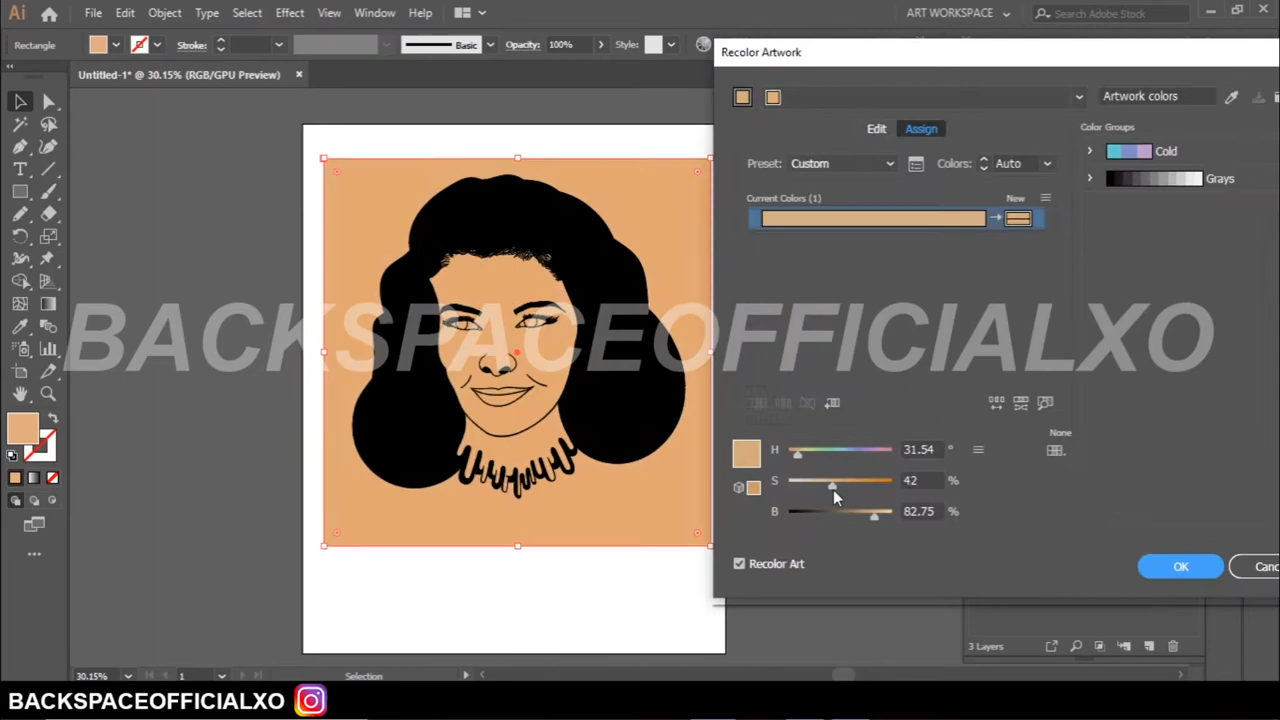 Ai File Edit Object Type Select Effect View Window Help ART WORKSPACE Search Adobe Stock
Rectangle Stroke: Basic Opacity: 100% Style:
Recolor Artwork
Untitled-1* @ 30.15% (RGB/GPU Preview) ×
Artwork colors
Edit Assign
Color Groups
Cold
Preset: Custom Colors: Auto
Grays
Current Colors (1) New
BACKSPACEOFFICIALXO
None
H 31.54 °
S 42 %
B 82.75 %
Recolor Art
OK Canc
3 Layers
30.15% 1 Selection
BACKSPACEOFFICIALXO